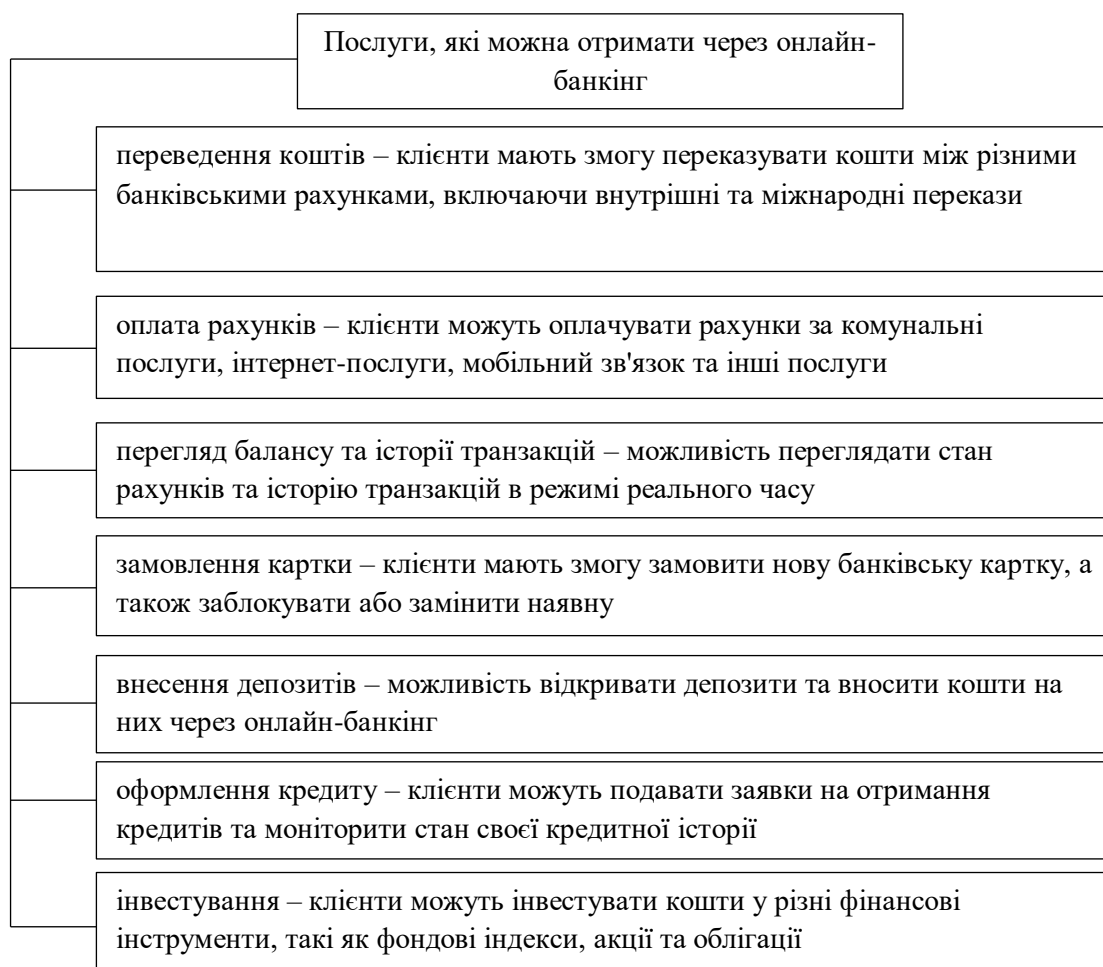 Послуги, які можна отримати через онлайн-
банкінг
переведення коштів – клієнти мають змогу переказувати кошти між різними
банківськими рахунками, включаючи внутрішні та міжнародні перекази
оплата рахунків – клієнти можуть оплачувати рахунки за комунальні
послуги, інтернет-послуги, мобільний зв'язок та інші послуги
перегляд балансу та історії транзакцій – можливість переглядати стан
рахунків та історію транзакцій в режимі реального часу
замовлення картки – клієнти мають змогу замовити нову банківську картку, а
також заблокувати або замінити наявну
внесення депозитів – можливість відкривати депозити та вносити кошти на
них через онлайн-банкінг
оформлення кредиту – клієнти можуть подавати заявки на отримання
кредитів та моніторити стан своєї кредитної історії
інвестування – клієнти можуть інвестувати кошти у різні фінансові
інструменти, такі як фондові індекси, акції та облігації